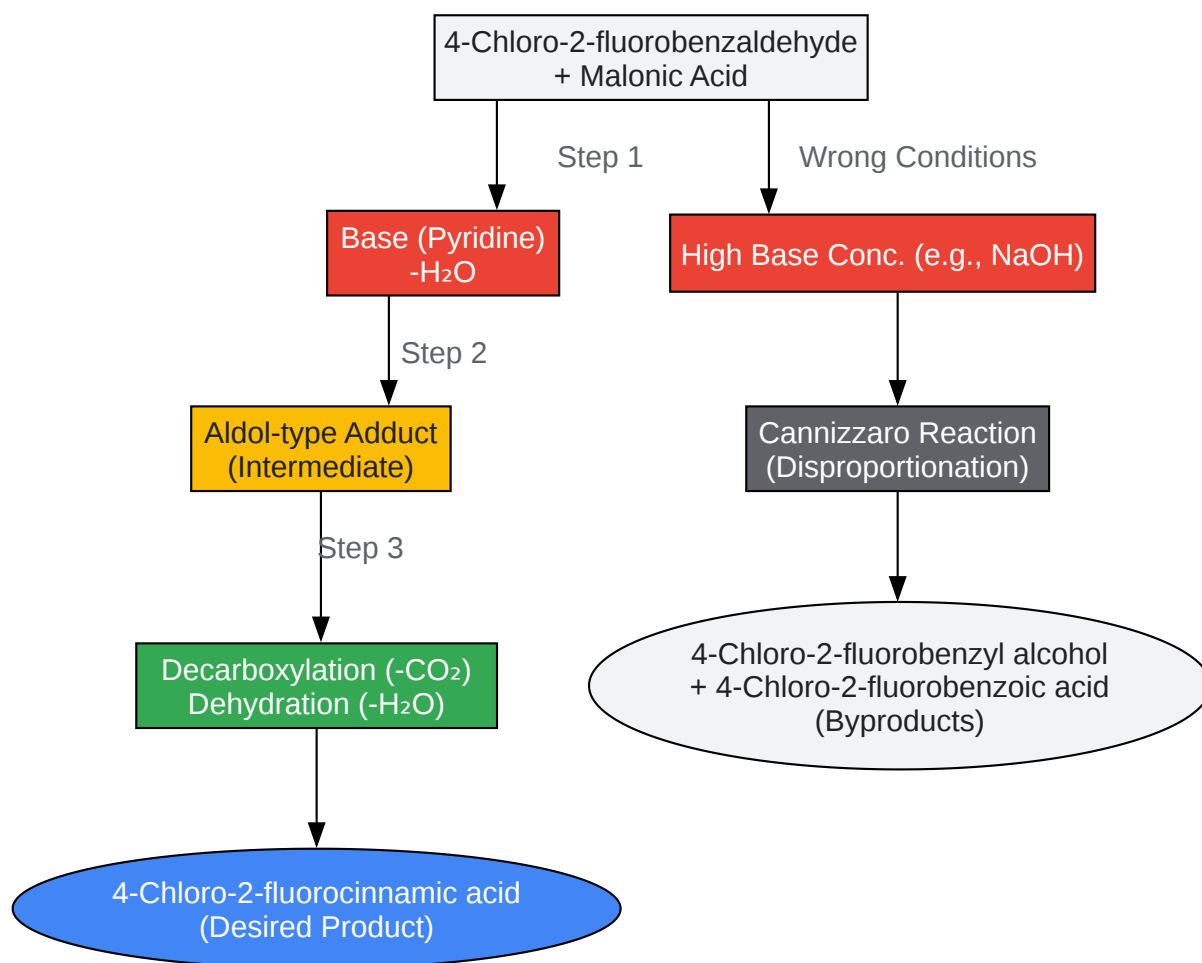 4-Chloro-2-fluorobenzaldehyde
+ Malonic Acid
Step 1
Wrong Conditions
Base (Pyridine)
-H₂O
High Base Conc. (e.g., NaOH)
Step 2
Aldol-type Adduct
(Intermediate)
Cannizzaro Reaction
(Disproportionation)
Step 3
Decarboxylation (-CO₂)
Dehydration (-H₂O)
4-Chloro-2-fluorobenzyl alcohol
+ 4-Chloro-2-fluorobenzoic acid
(Byproducts)
4-Chloro-2-fluorocinnamic acid
(Desired Product)